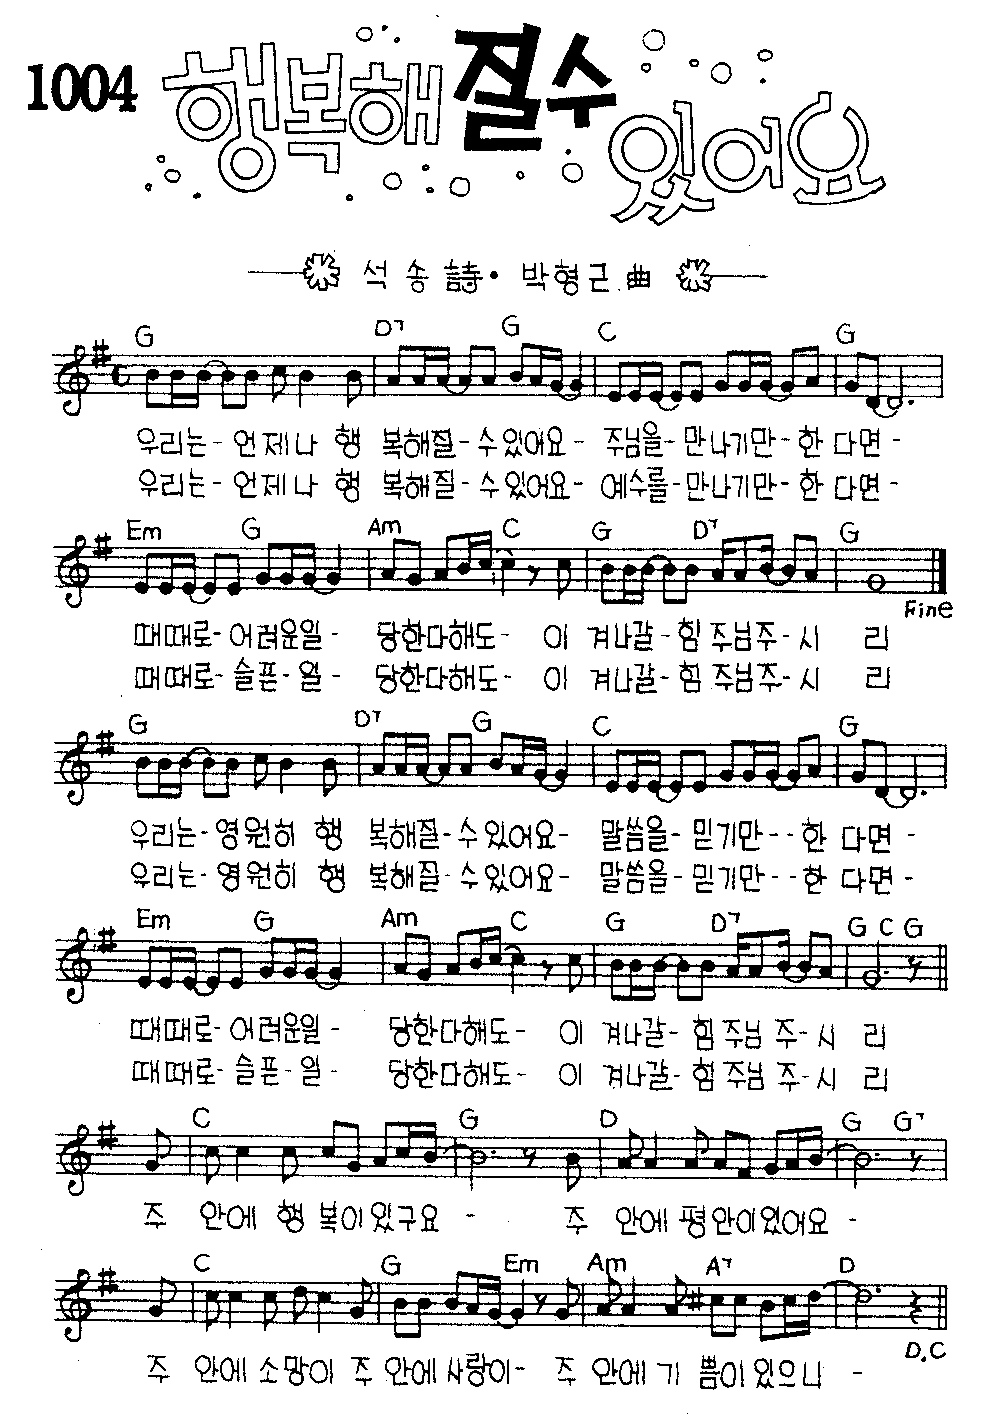 1004 행복해 질수 있어요
석송 詩 • 박형근 曲
G D7 G C G
우리는 - 언제나 행 복해질 - 수있어요 - 주님을 - 만나기만 - 한 다면 -
우리는 - 언제나 행 복해질 - 수있어요 - 예수를 - 만나기만 - 한 다면 -
Em G Am C G D7 G
Fine
때때로 - 어려운일 - 당한다해도 - 이 겨나갈 - 힘 주님주 - 시 리
때때로 - 슬픈 - 일 - 당한다해도 - 이 겨나갈 - 힘 주님주 - 시 리
G D7 G C G
우리는 - 영원히 행 복해질 - 수있어요 - 말씀을 - 믿기만 - - 한 다면 -
우리는 - 영원히 행 복해질 - 수있어요 - 말씀을 - 믿기만 - - 한 다면 -
Em G Am C G D7 G C G
때때로 - 어려운일 - 당한다해도 - 이 겨나갈 - 힘 주님 주 - 시 리
때때로 - 슬픈 - 일 - 당한다해도 - 이 겨나갈 - 힘 주님 주 - 시 리
C G D G G7
주 안에 행 복이있구요 - 주 안에 평안이있어요 -
C G Em Am A7 D
D.C
주 안에 소망이 주 안에 사랑이 - 주 안에 기 쁨이있으니 -